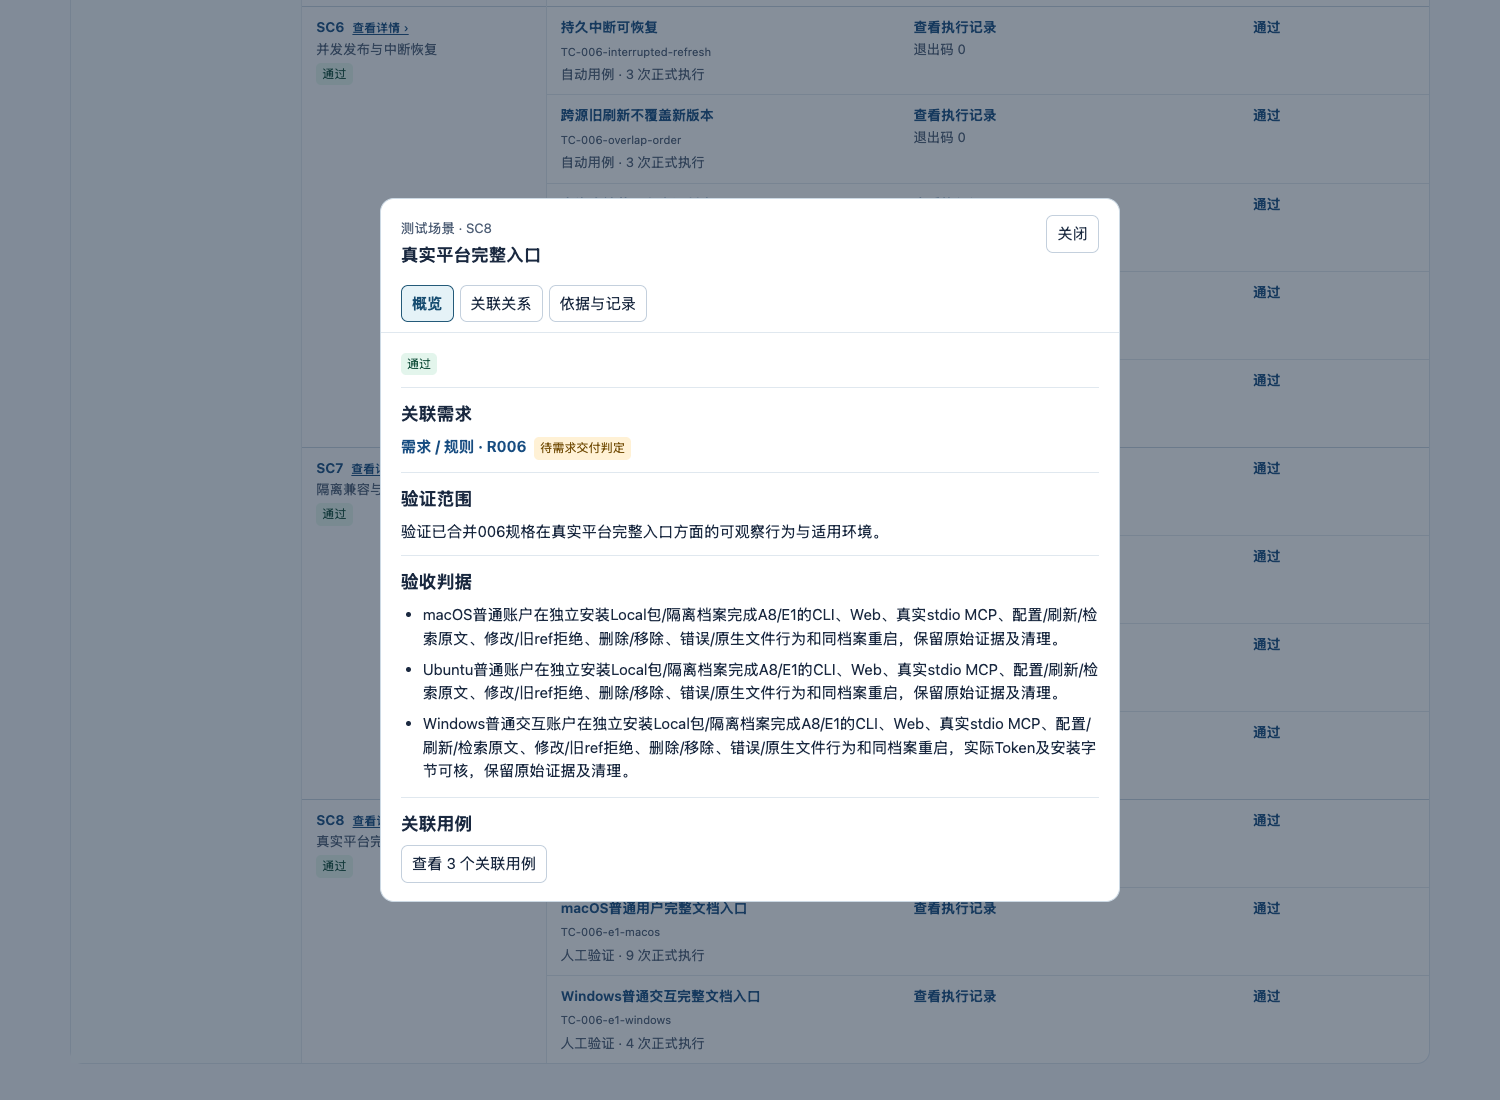 SC6 查看详情 ›
并发发布与中断恢复
通过
持久中断可恢复
TC-006-interrupted-refresh
自动用例 · 3 次正式执行
查看执行记录
退出码 0
通过
跨源旧刷新不覆盖新版本
TC-006-overlap-order
自动用例 · 3 次正式执行
查看执行记录
退出码 0
通过
通过
通过
通过
测试场景 · SC8
真实平台完整入口
关闭
概览
关联关系
依据与记录
通过
关联需求
需求 / 规则 · R006 待需求交付判定
验证范围
验证已合并006规格在真实平台完整入口方面的可观察行为与适用环境。
验收判据
• macOS普通账户在独立安装Local包/隔离档案完成A8/E1的CLI、Web、真实stdio MCP、配置/刷新/检
索原文、修改/旧ref拒绝、删除/移除、错误/原生文件行为和同档案重启，保留原始证据及清理。
• Ubuntu普通账户在独立安装Local包/隔离档案完成A8/E1的CLI、Web、真实stdio MCP、配置/刷新/检
索原文、修改/旧ref拒绝、删除/移除、错误/原生文件行为和同档案重启，保留原始证据及清理。
• Windows普通交互账户在独立安装Local包/隔离档案完成A8/E1的CLI、Web、真实stdio MCP、配置/
刷新/检索原文、修改/旧ref拒绝、删除/移除、错误/原生文件行为和同档案重启，实际Token及安装字
节可核，保留原始证据及清理。
关联用例
查看 3 个关联用例
SC7 查看
隔离兼容与
通过
通过
通过
通过
通过
SC8 查看
真实平台完
通过
通过
macOS普通用户完整文档入口
TC-006-e1-macos
人工验证 · 9 次正式执行
查看执行记录
通过
Windows普通交互完整文档入口
TC-006-e1-windows
人工验证 · 4 次正式执行
查看执行记录
通过